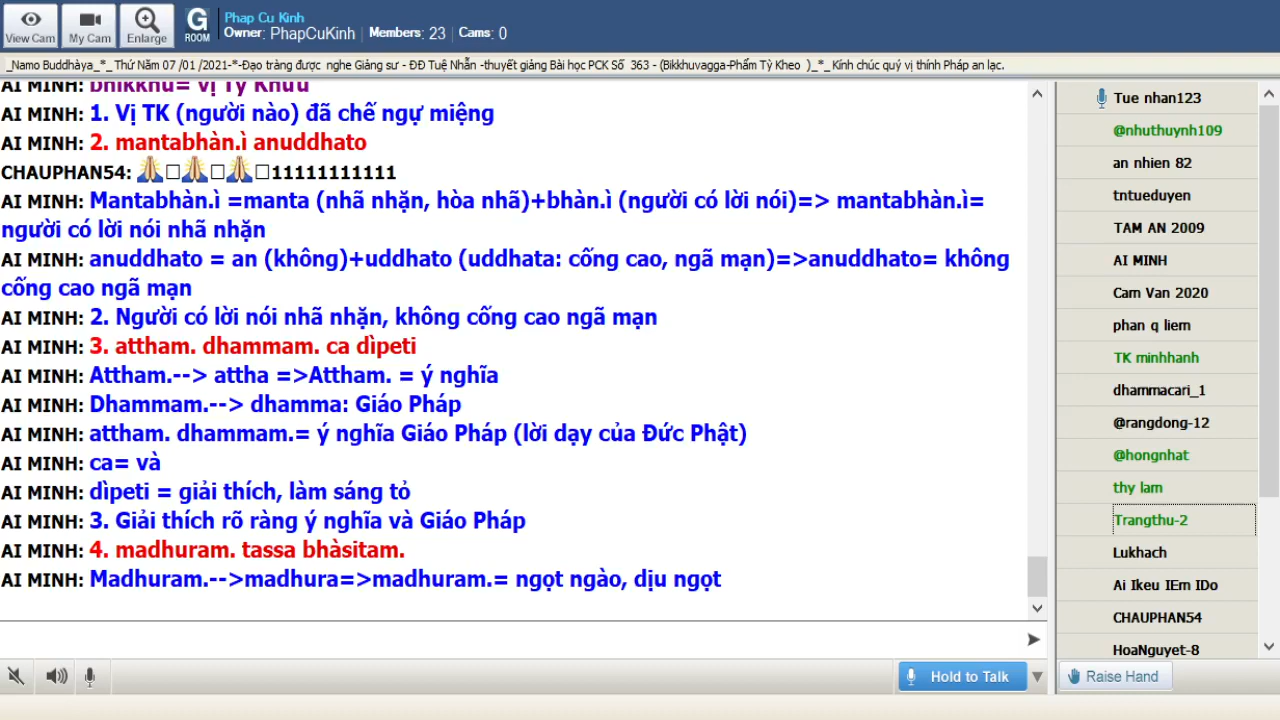 View Cam
My Cam
Enlarge
G
ROOM
Phap Cu Kinh
Owner: PhapCuKinh | Members: 23 | Cams: 0
_Namo Buddhàya_*_ Thứ Năm 07 /01 /2021-*-Đạo tràng được nghe Giảng sư - ĐĐ Tuệ Nhẫn -thuyết giảng Bài học PCK Số 363 - (Bikkhuvagga-Phẩm Tỳ Kheo )_*_ Kính chúc quý vị thính Pháp an lạc.
AI MINH: bhikkhu= vị Tỳ Khưu
AI MINH: 1. Vị TK (người nào) đã chế ngự miệng
AI MINH: 2. mantabhàn.ì anuddhato
CHAUPHAN54: 🙏□🙏□🙏□11111111111
AI MINH: Mantabhàn.ì =manta (nhã nhặn, hòa nhã)+bhàn.ì (người có lời nói)=> mantabhàn.ì=
người có lời nói nhã nhặn
AI MINH: anuddhato = an (không)+uddhato (uddhata: cống cao, ngã mạn)=>anuddhato= không
cống cao ngã mạn
AI MINH: 2. Người có lời nói nhã nhặn, không cống cao ngã mạn
AI MINH: 3. attham. dhammam. ca dìpeti
AI MINH: Attham.--> attha =>Attham. = ý nghĩa
AI MINH: Dhammam.--> dhamma: Giáo Pháp
AI MINH: attham. dhammam.= ý nghĩa Giáo Pháp (lời dạy của Đức Phật)
AI MINH: ca= và
AI MINH: dìpeti = giải thích, làm sáng tỏ
AI MINH: 3. Giải thích rõ ràng ý nghĩa và Giáo Pháp
AI MINH: 4. madhuram. tassa bhàsitam.
AI MINH: Madhuram.-->madhura=>madhuram.= ngọt ngào, dịu ngọt
Hold to Talk
Tue nhan123
@nhuthuynh109
an nhien 82
tntueduyen
TAM AN 2009
AI MINH
Cam Van 2020
phan q liem
TK minhhanh
dhammacari_1
@rangdong-12
@hongnhat
thy lam
Trangthu-2
Lukhach
Ai Ikeu IEm IDo
CHAUPHAN54
HoaNguyet-8
Raise Hand